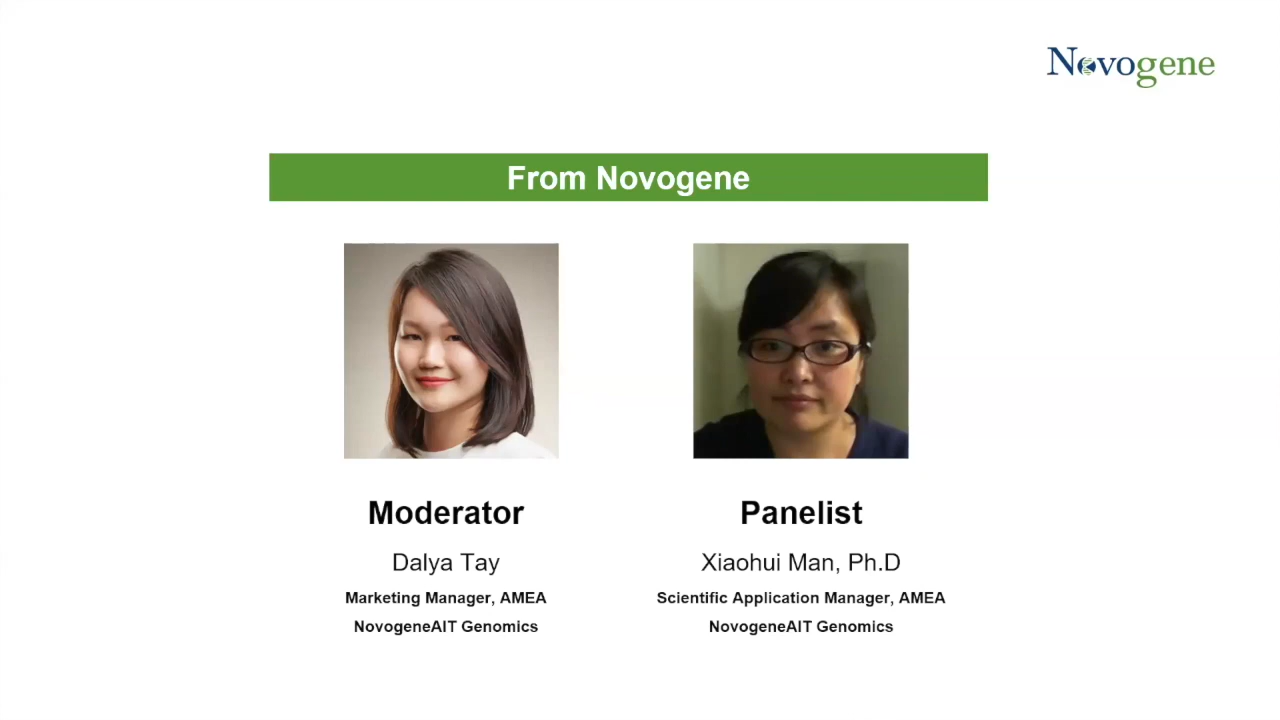 Novogene
From Novogene
Moderator
Dalya Tay
Marketing Manager, AMEA
NovogeneAIT Genomics
Panelist
Xiaohui Man, Ph.D
Scientific Application Manager, AMEA
NovogeneAIT Genomics